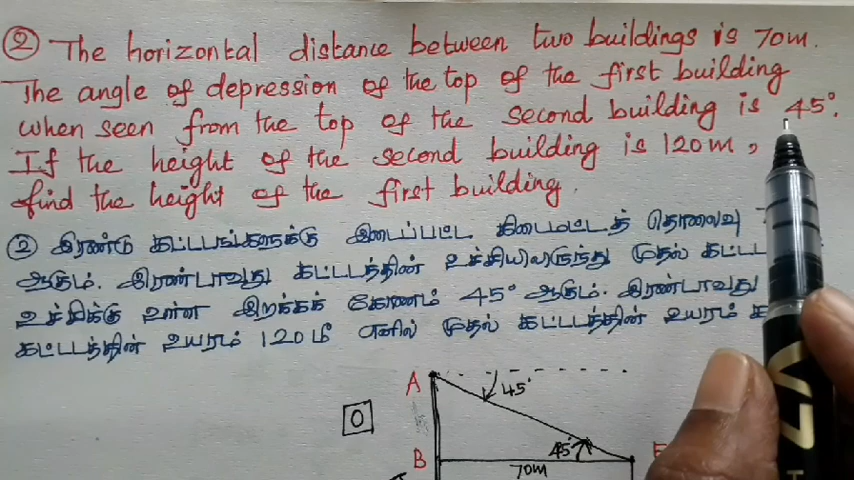 ② The horizontal distance between two buildings is 70m.
The angle of depression of the top of the first building
when seen from the top of the second building is 45°.
If the height of the second building is 120m,
find the height of the first building.
② இரண்டு கட்டடங்களுக்கு இடைப்பட்ட கிடைமட்டத் தொலைவு
ஆகும். இரண்டாவது கட்டடத்தின் உச்சியிலிருந்து முதல் கட்டட
உச்சிக்கு உள்ள இறக்கக் கோணம் 45° ஆகும். இரண்டாவது
கட்டடத்தின் உயரம் 120 மீ எனில் முதல் கட்டடத்தின் உயரம்
A
45°
0
45°
B
70m
V7